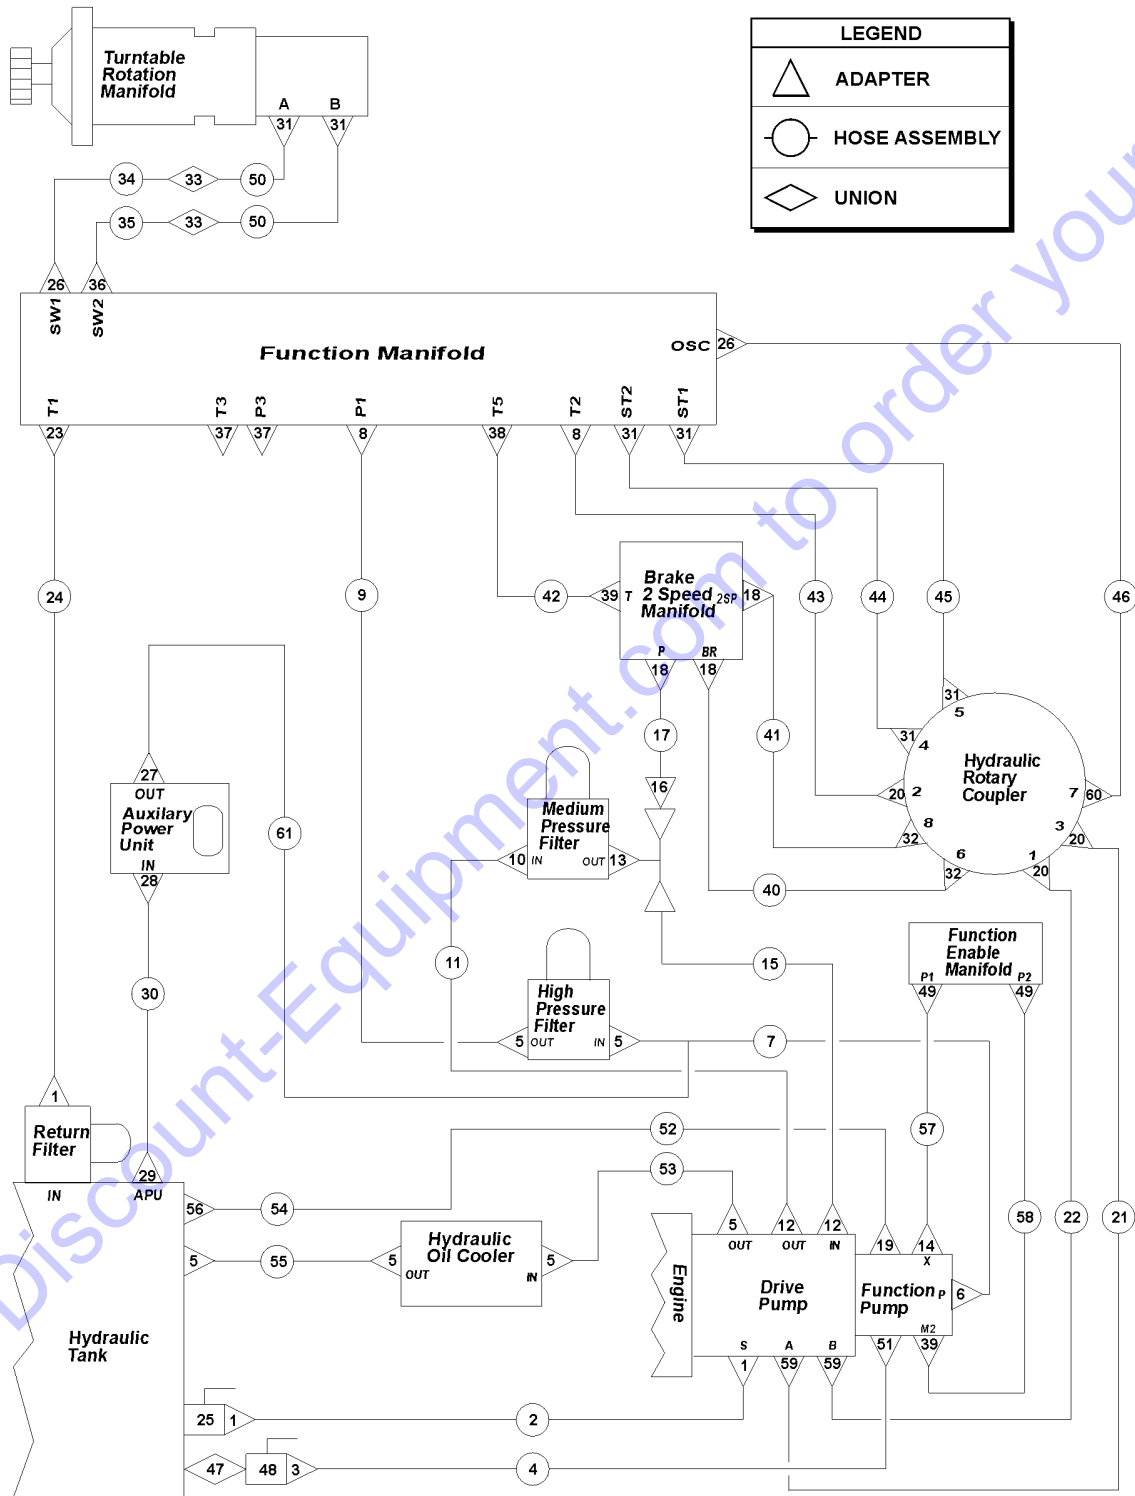 LEGEND
ADAPTER
HOSE ASSEMBLY
UNION
Turntable
Rotation
Manifold
A
B
31
31
34
33
50
35
33
50
26
36
SW1
SW2
Function Manifold
OSC
26
T1
T3
P3
P1
T5
T2
ST2
ST1
23
37
37
8
38
8
31
31
24
9
42
39
T
Brake
2 Speed
Manifold
2SP
18
P
BR
18
18
43
44
45
46
17
41
16
31
5
31
4
Hydraulic
Rotary
Coupler
20
2
7
60
8
32
3
20
6
32
1
20
27
OUT
Auxilary
Power
Unit
IN
28
61
Medium
Pressure
Filter
10
IN
OUT
13
40
11
15
Function
Enable
Manifold
P1
P2
49
49
30
High
Pressure
Filter
5
OUT
IN
5
7
1
Return
Filter
IN
29
APU
52
53
57
56
54
58
22
21
5
55
5
OUT
Hydraulic
Oil Cooler
IN
5
5
12
12
19
14
OUT
OUT
IN
X
Engine
Drive
Pump
Function
Pump
P
6
M2
S
A
B
51
39
1
59
59
Hydraulic
Tank
25
1
2
47
48
3
4
Discount-Equipment.com to order your